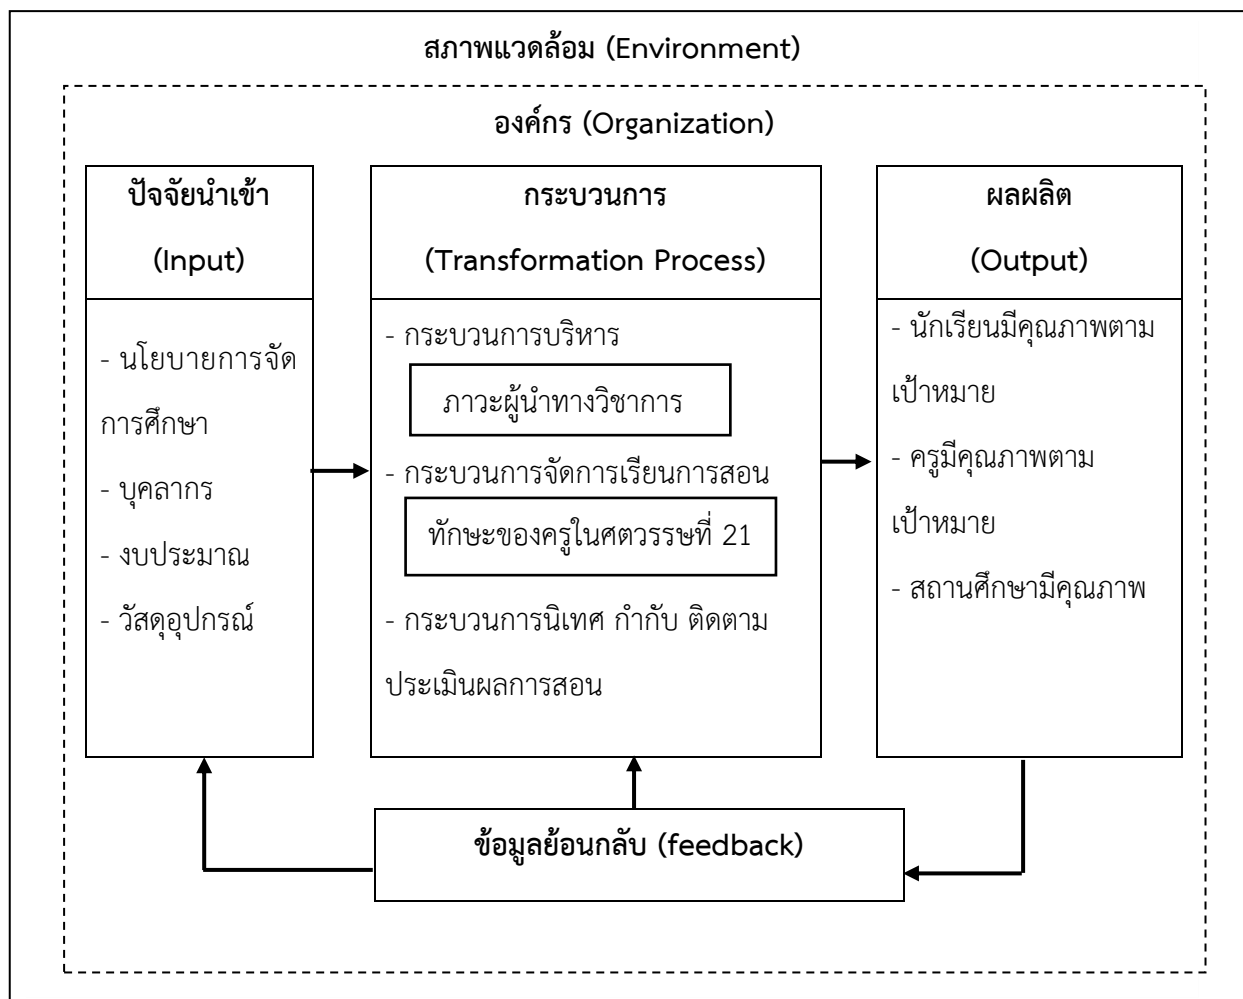 สภาพแวดล้อม (Environment)
องค์กร (Organization)
ปัจจัยนำเข้า
(Input)
- นโยบายการจัด
การศึกษา
- บุคลากร
- งบประมาณ
- วัสดุอุปกรณ์
กระบวนการ
(Transformation Process)
- กระบวนการบริหาร
ภาวะผู้นำทางวิชาการ
- กระบวนการจัดการเรียนการสอน
ทักษะของครูในศตวรรษที่ 21
- กระบวนการนิเทศ กำกับ ติดตาม
ประเมินผลการสอน
ผลผลิต
(Output)
- นักเรียนมีคุณภาพตาม
เป้าหมาย
- ครูมีคุณภาพตาม
เป้าหมาย
- สถานศึกษามีคุณภาพ
ข้อมูลย้อนกลับ (feedback)